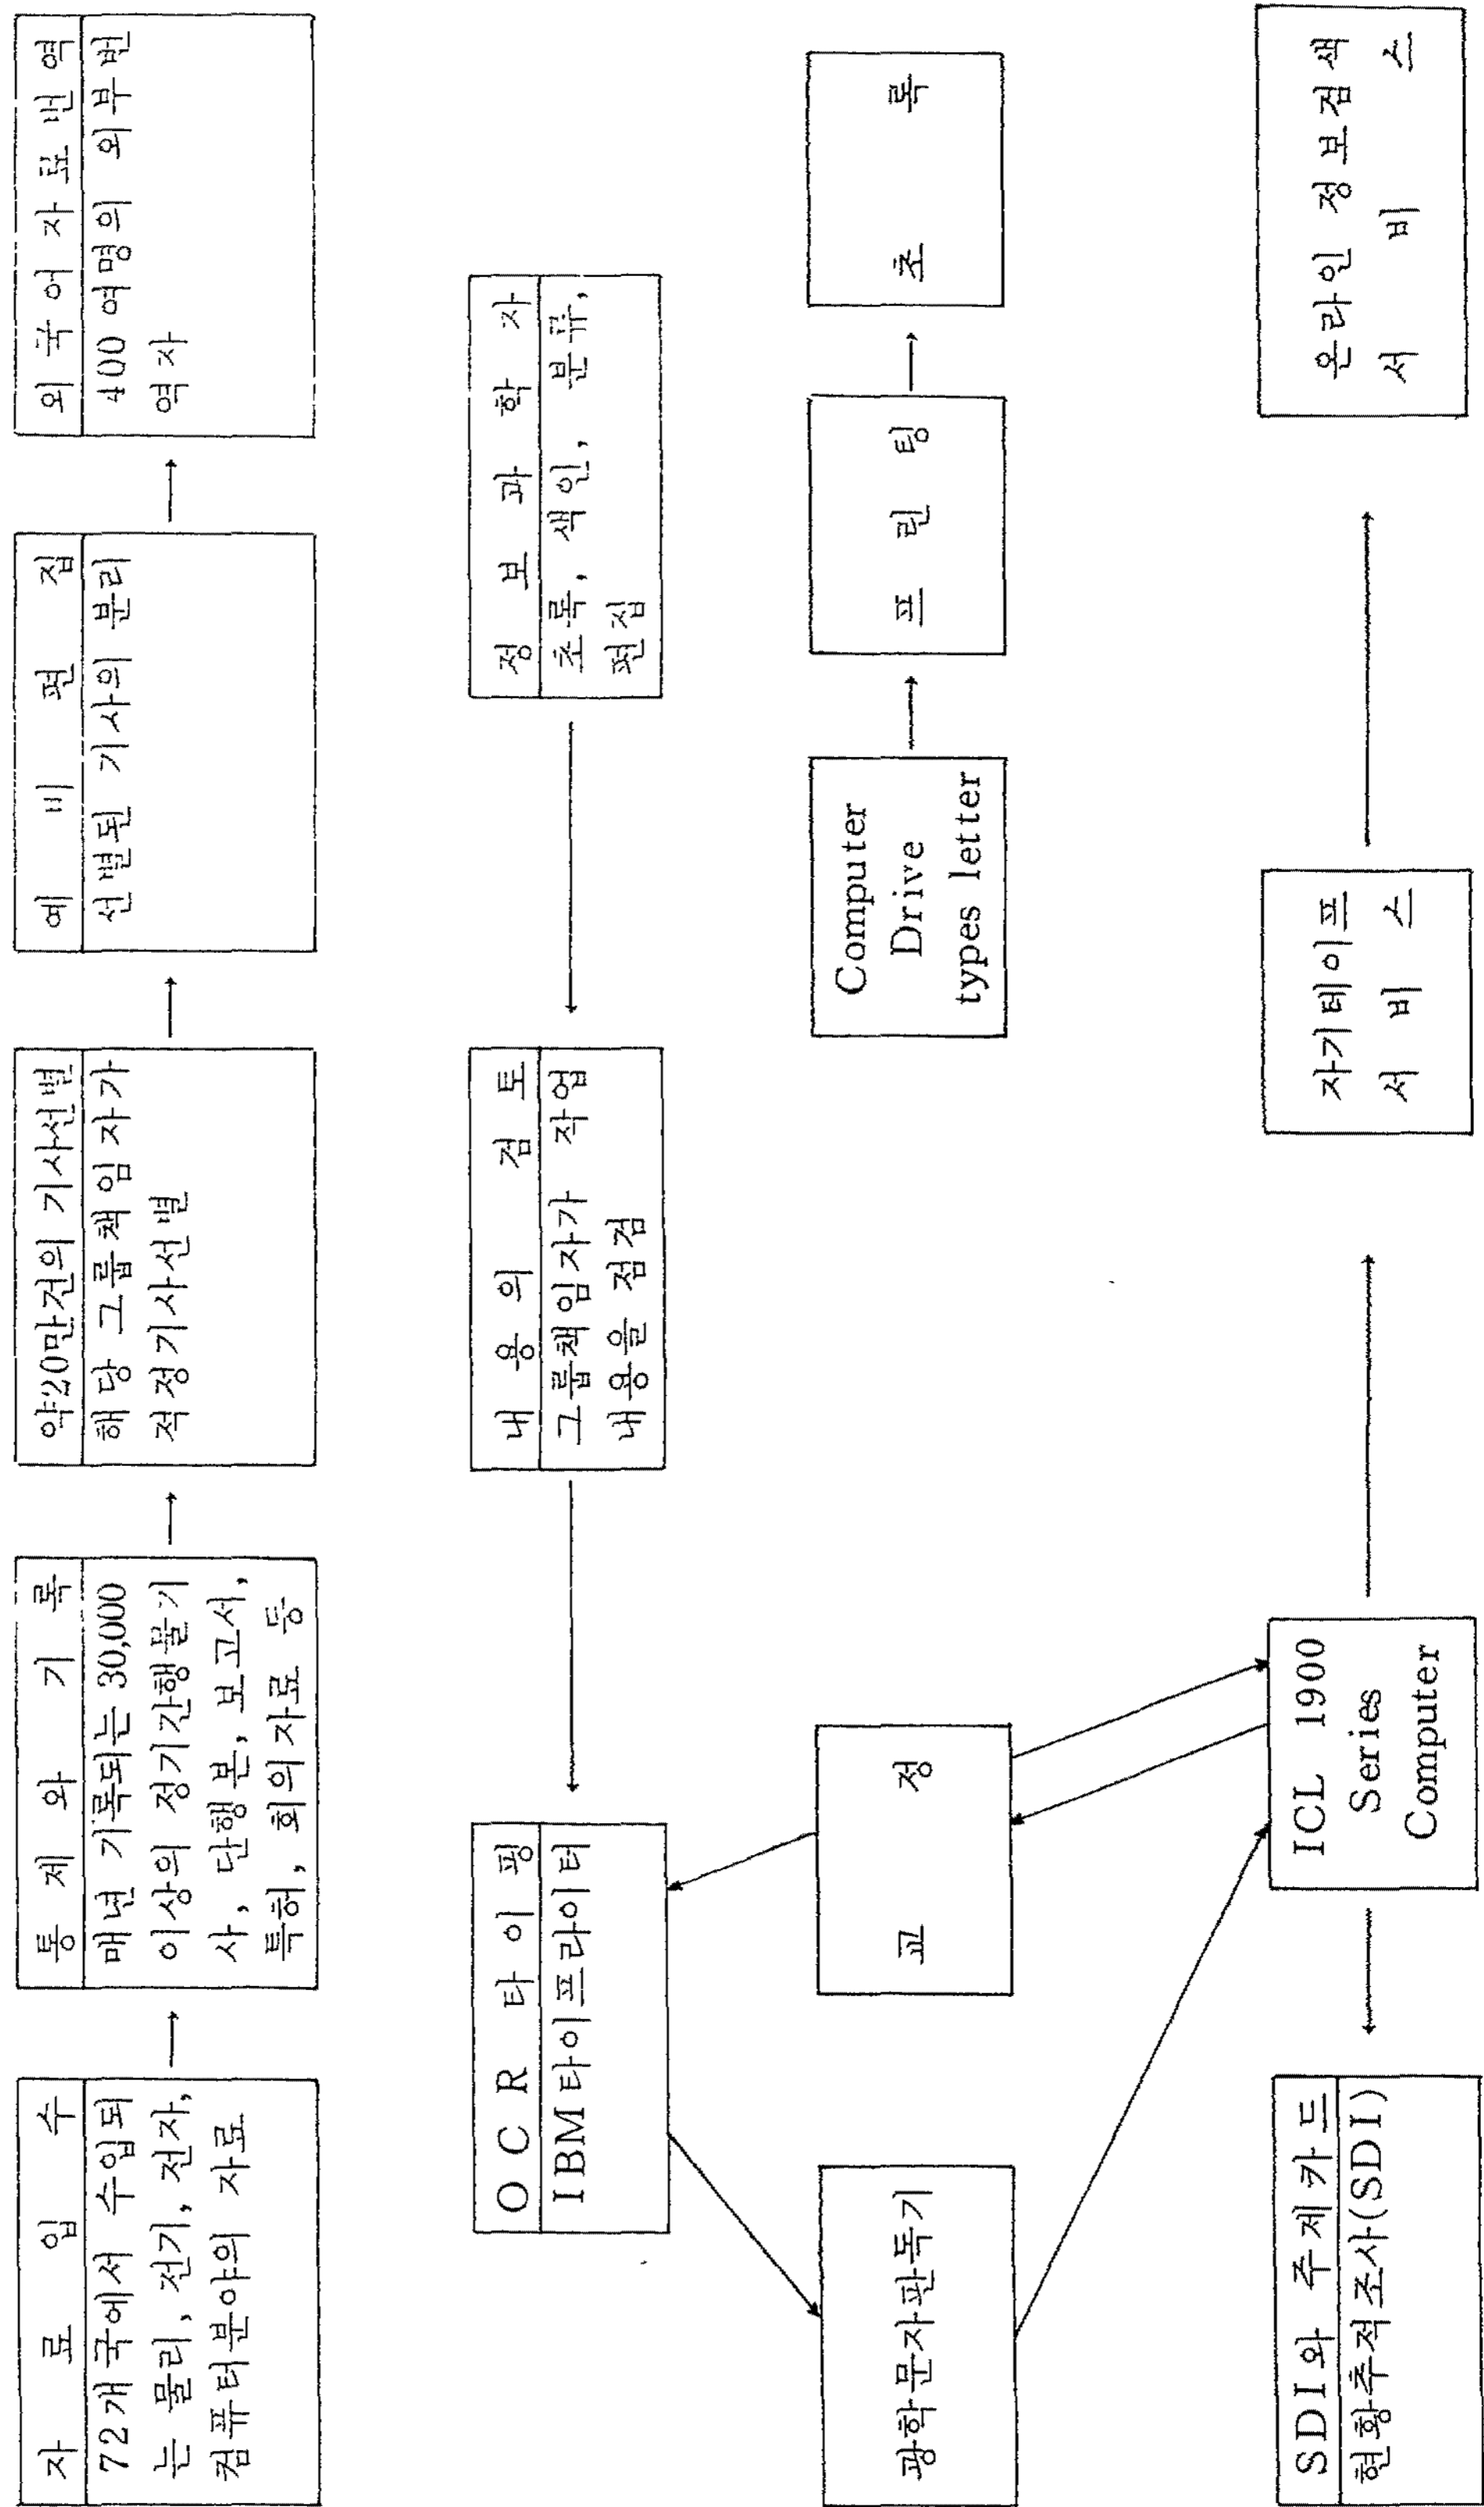 자 료 입 수
72개국에서 수입되
는 물리, 전기, 전자,
컴퓨터분야의 자료
통 제 와 기 록
매년 기록되는 30,000
이상의 정기간행물기
사, 단행본, 보고서,
특허, 회의자료 등
약20만건의 기사선별
해당 그룹책임자가
적정기사선별
예 비 편 집
선별된 기사의 분리
외 국 어 자 료 번 역
400 여명의 외부번
역자
O C R 타 이 핑
IBM타이프라이터
내 용 의 검 토
그룹책임자가 작업
내용을 점검
정 보 과 학 자
초록, 색인, 분류,
편집
광학문자판독기
교 정
Computer
Drive
types letter
프 린 팅
초 록
SDI와 주제카드
현황추적조사(SDI)
ICL 1900
Series
Computer
자기테이프
서 비 스
온라인 정보검색
서 비 스